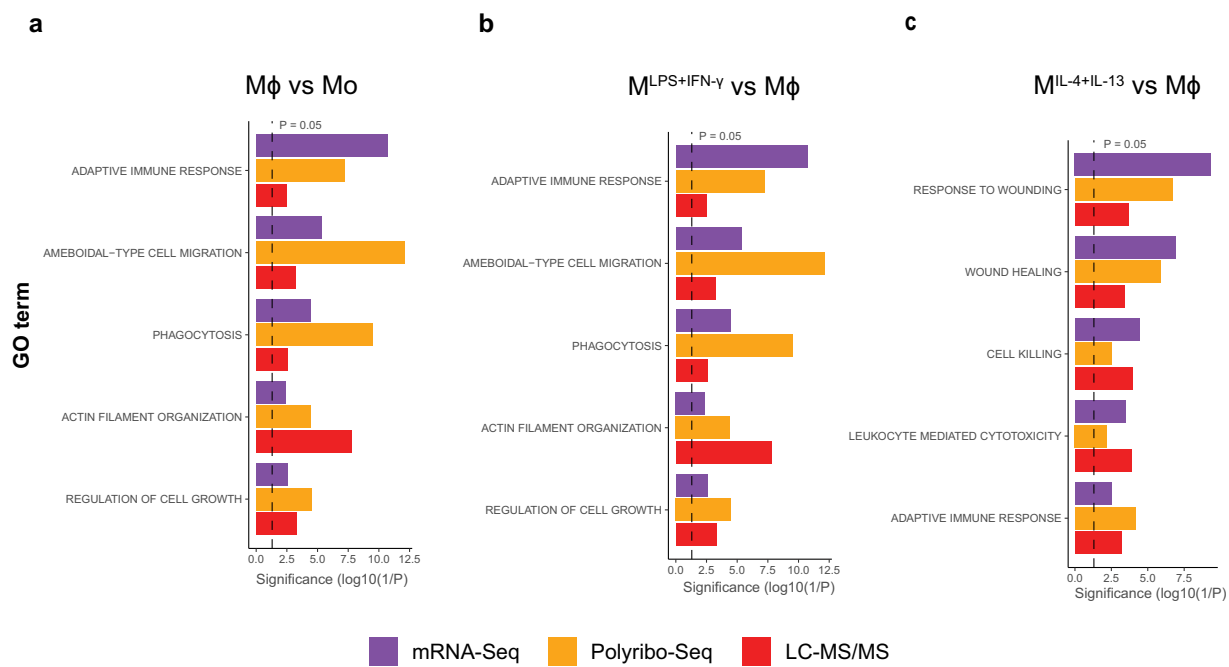 a
b
c
Mϕ vs Mo
M^LPS+IFN-γ vs Mϕ
M^IL-4+IL-13 vs Mϕ
GO term
P = 0.05
ADAPTIVE IMMUNE RESPONSE
AMEBOIDAL−TYPE CELL MIGRATION
PHAGOCYTOSIS
ACTIN FILAMENT ORGANIZATION
REGULATION OF CELL GROWTH
0.0 2.5 5.0 7.5 10.0 12.5
Significance (log10(1/P)
P = 0.05
ADAPTIVE IMMUNE RESPONSE
AMEBOIDAL−TYPE CELL MIGRATION
PHAGOCYTOSIS
ACTIN FILAMENT ORGANIZATION
REGULATION OF CELL GROWTH
0.0 2.5 5.0 7.5 10.0 12.5
Significance (log10(1/P)
P = 0.05
RESPONSE TO WOUNDING
WOUND HEALING
CELL KILLING
LEUKOCYTE MEDIATED CYTOTOXICITY
ADAPTIVE IMMUNE RESPONSE
0.0 2.5 5.0 7.5
Significance (log10(1/P)
mRNA-Seq
Polyribo-Seq
LC-MS/MS